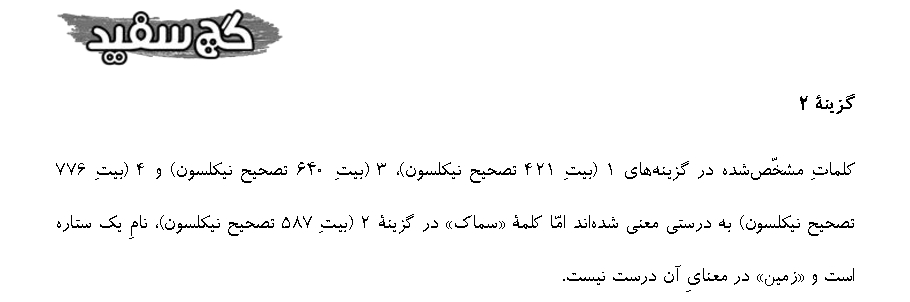 گچ سفید
گزینهٔ ۲
کلماتِ مشخّص‌شده در گزینه‌های ۱ (بیتِ ۴۲۱ تصحیح نیکلسون)، ۳ (بیتِ ۶۴۰ تصحیح نیکلسون) و ۴ (بیتِ ۷۷۶
تصحیح نیکلسون) به درستی معنی شده‌اند امّا کلمهٔ «سماک» در گزینهٔ ۲ (بیتِ ۵۸۷ تصحیح نیکلسون)، نامِ یک ستاره
است و «زمین» در معنایِ آن درست نیست.